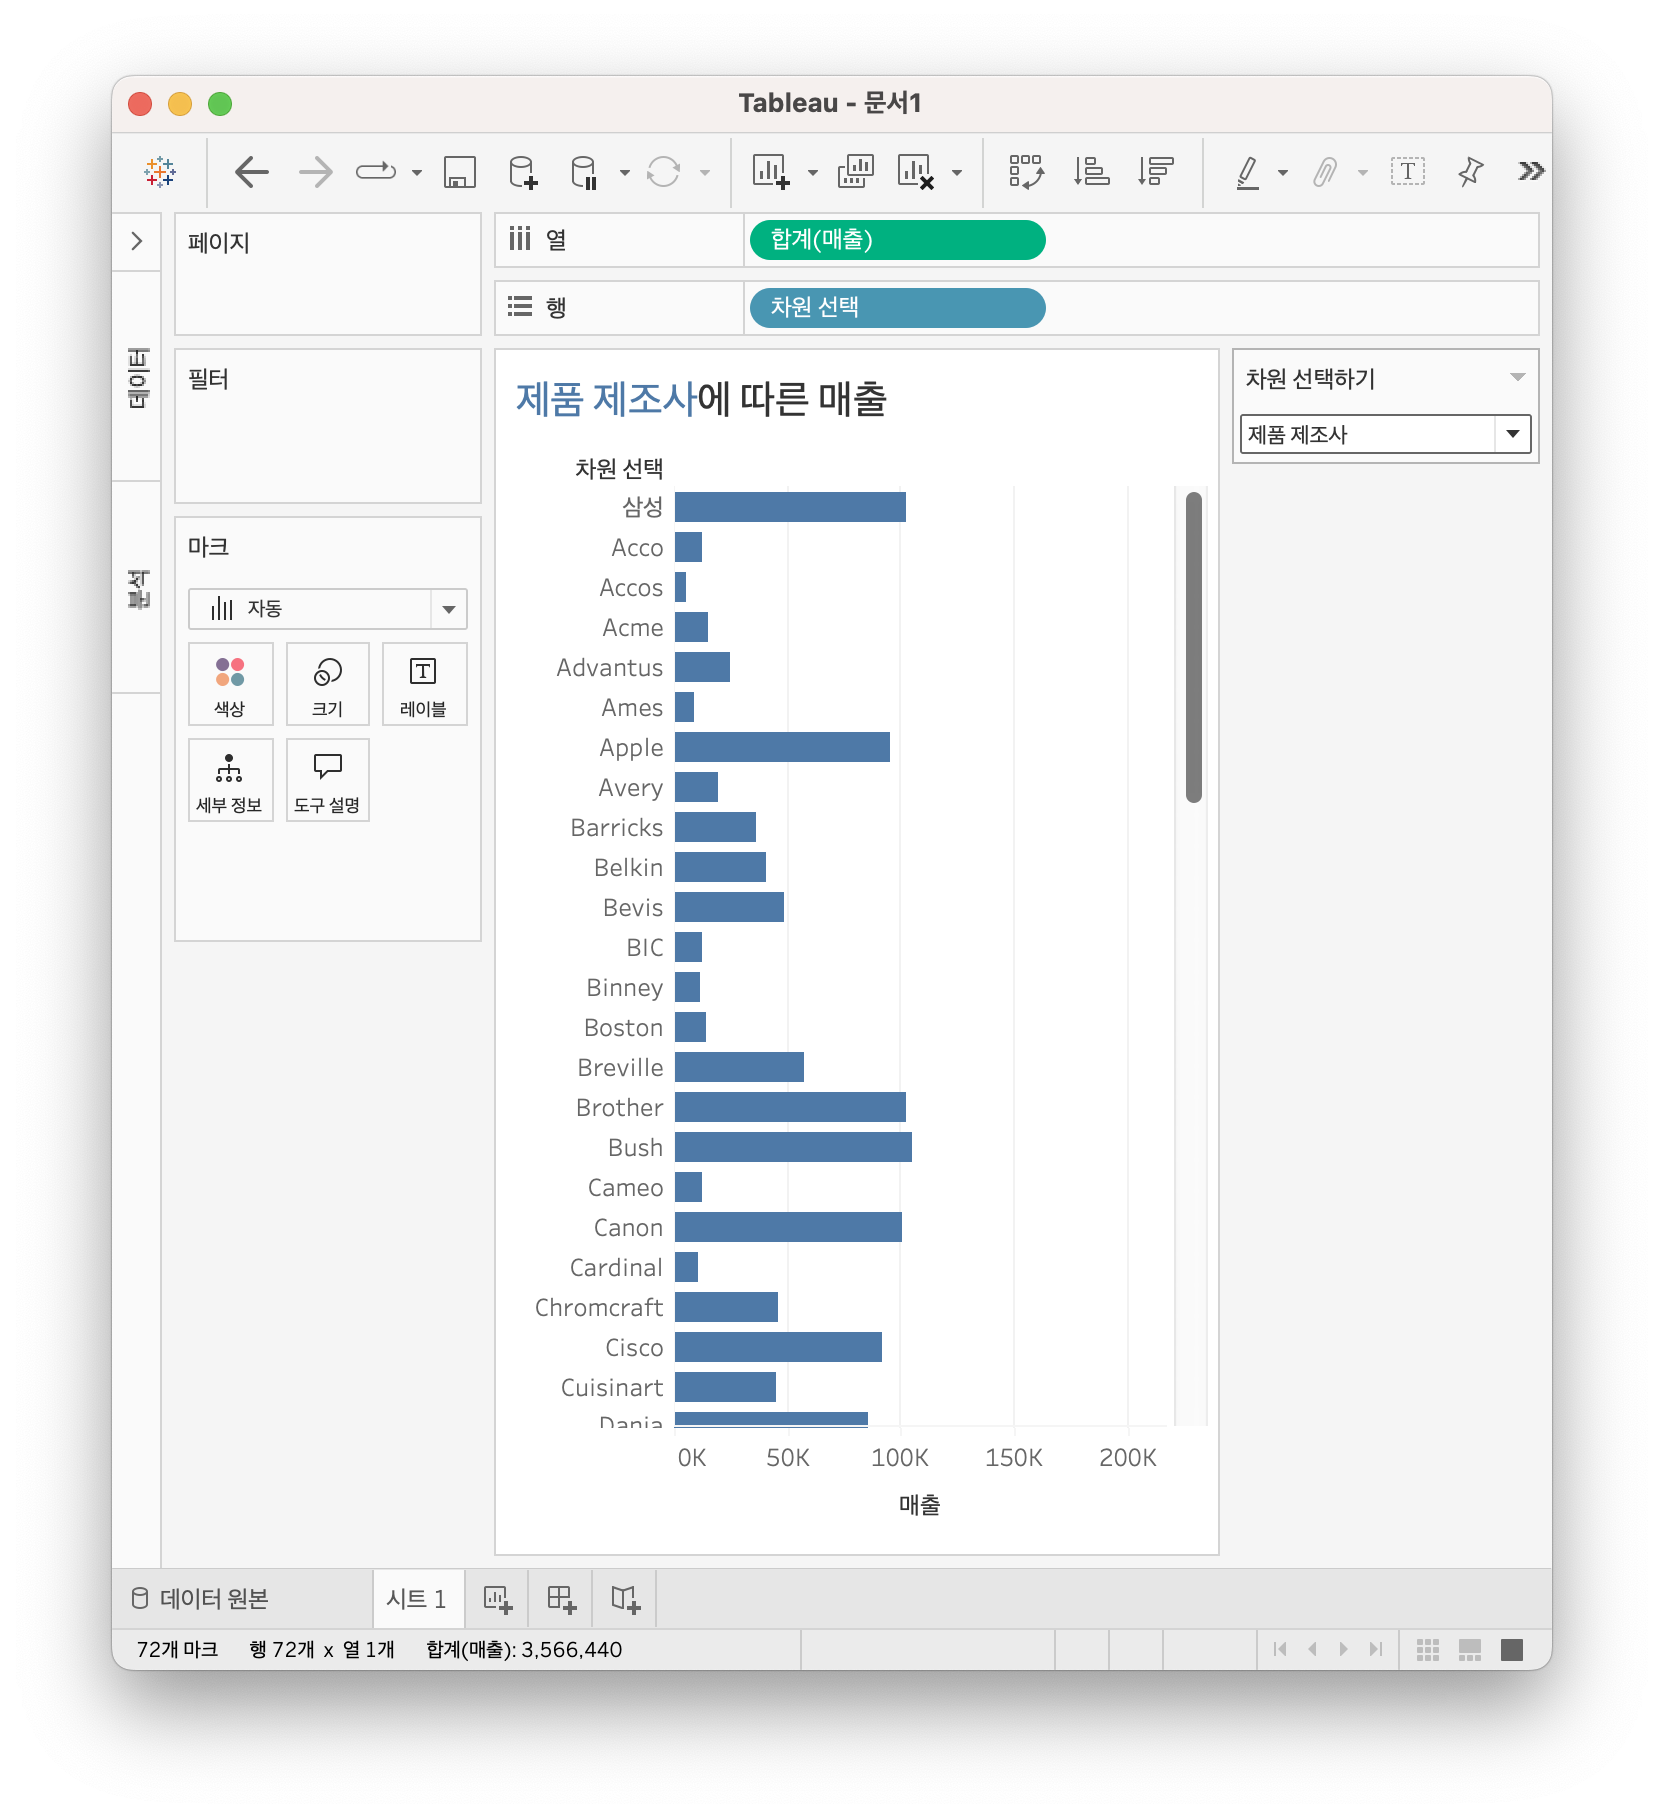 Tableau - 문서1
페이지
열
합계(매출)
행
차원 선택
데이터
분석
필터
마크
자동
색상
크기
레이블
세부 정보
도구 설명
제품 제조사에 따른 매출
차원 선택
삼성
Acco
Accos
Acme
Advantus
Ames
Apple
Avery
Barricks
Belkin
Bevis
BIC
Binney
Boston
Breville
Brother
Bush
Cameo
Canon
Cardinal
Chromcraft
Cisco
Cuisinart
Dania
0K 50K 100K 150K 200K
매출
차원 선택하기
제품 제조사
데이터 원본
시트 1
72개 마크 행 72개 x 열 1개 합계(매출): 3,566,440